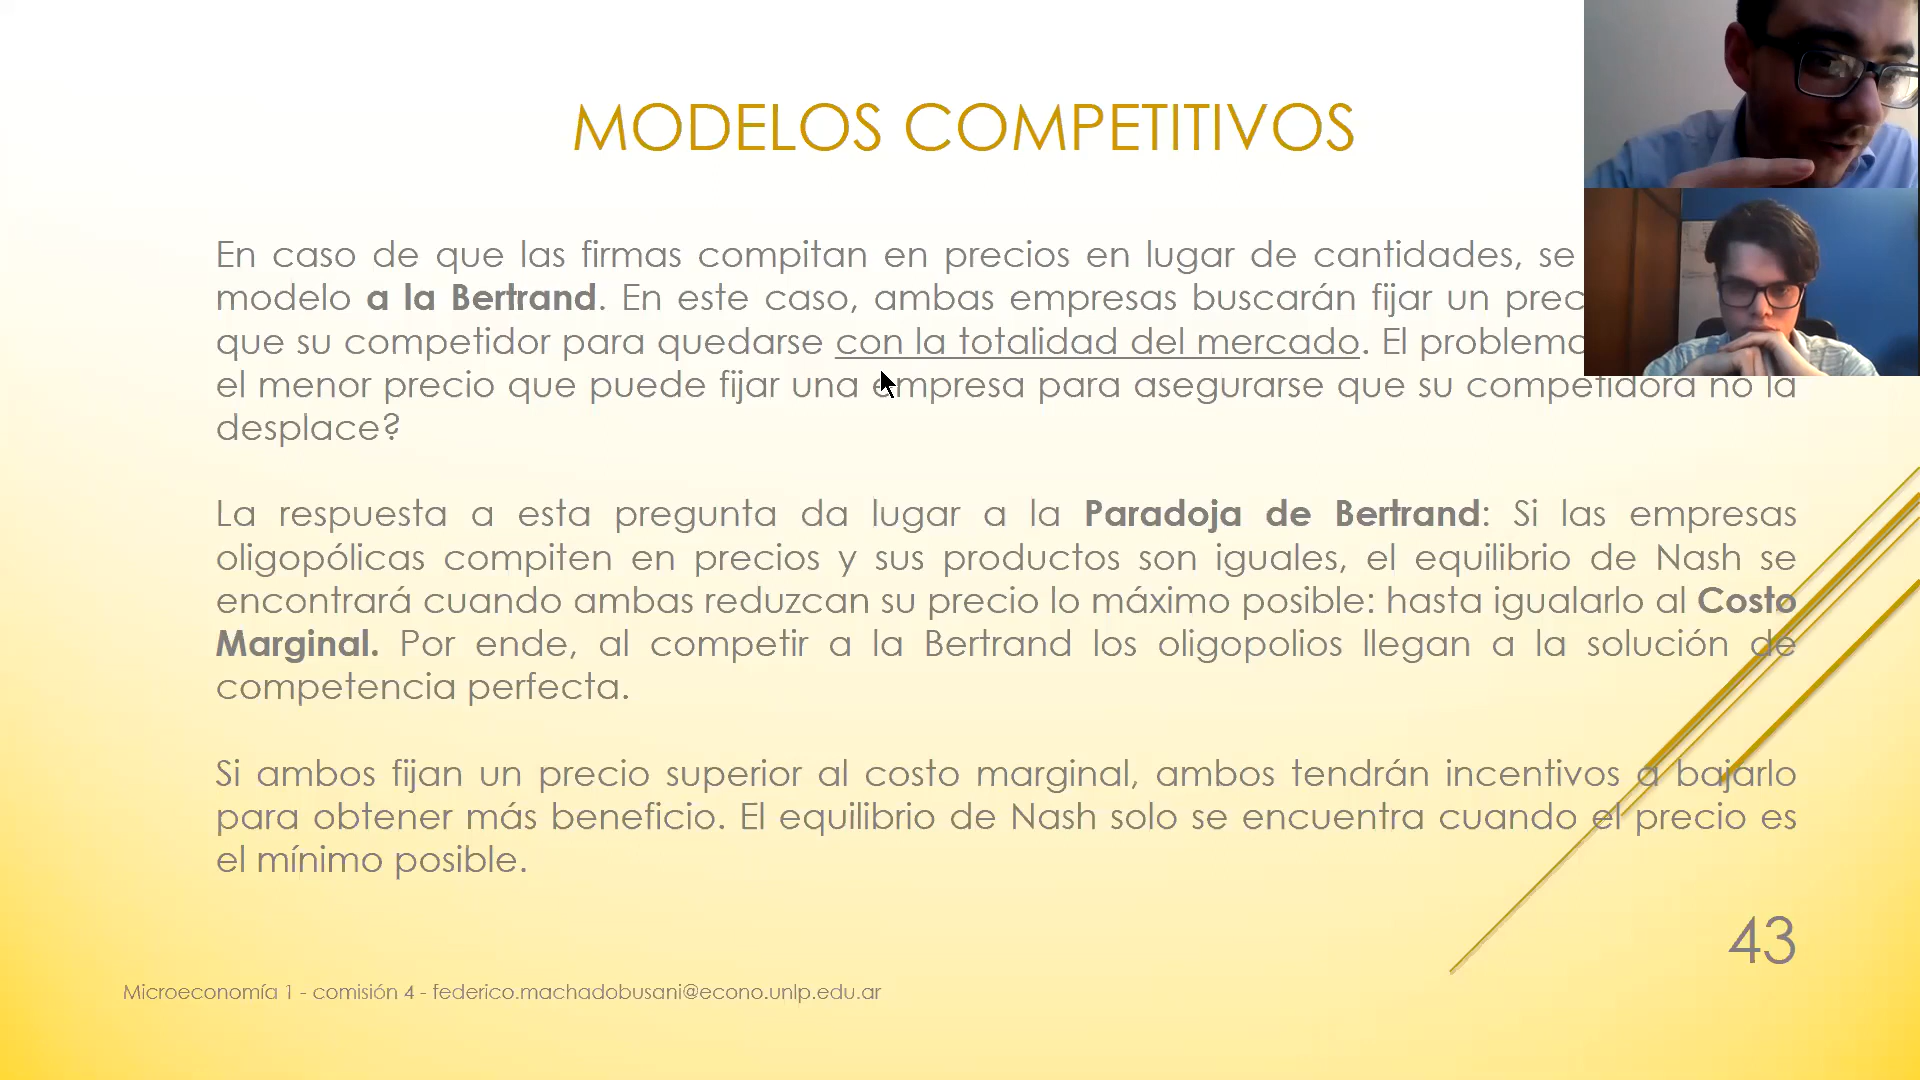 MODELOS COMPETITIVOS
En caso de que las firmas compitan en precios en lugar de cantidades, se
modelo a la Bertrand. En este caso, ambas empresas buscarán fijar un
que su competidor para quedarse con la totalidad del mercado. El
el menor precio que puede fijar una empresa para asegurarse que su competidora no la
desplace?
La respuesta a esta pregunta da lugar a la Paradoja de Bertrand: Si las empresas
oligopólicas compiten en precios y sus productos son iguales, el equilibrio de Nash se
encontrará cuando ambas reduzcan su precio lo máximo posible: hasta igualarlo al Costo
Marginal. Por ende, al competir a la Bertrand los oligopolios llegan a la solución de
competencia perfecta.
Si ambos fijan un precio superior al costo marginal, ambos tendrán incentivos a bajarlo
para obtener más beneficio. El equilibrio de Nash solo se encuentra cuando el precio es
el mínimo posible.
43
Microeconomía 1 - comisión 4 - federico.machadobusani@econo.unlp.edu.ar